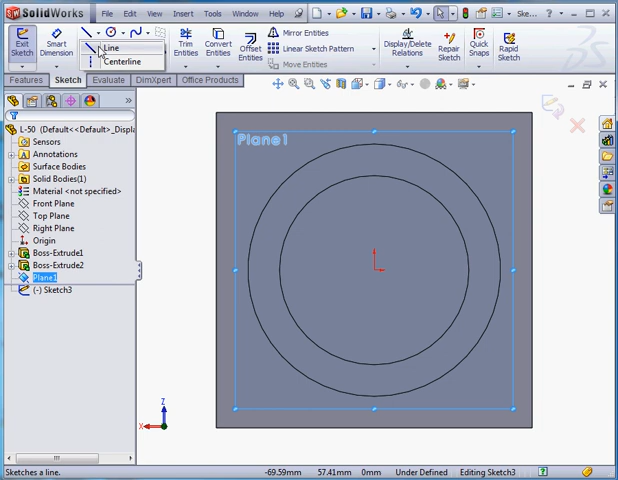 SolidWorks
File Edit View Insert Tools Window Help
Ske...
Exit Sketch
Smart Dimension
Line
Centerline
Trim Entities
Convert Entities
Offset Entities
Mirror Entities
Linear Sketch Pattern
Move Entities
Display/Delete Relations
Repair Sketch
Quick Snaps
Rapid Sketch
Features Sketch Evaluate DimXpert Office Products
L-50 (Default<<Default>_Displa
Sensors
Annotations
Surface Bodies
Solid Bodies(1)
Material <not specified>
Front Plane
Top Plane
Right Plane
Origin
Boss-Extrude1
Boss-Extrude2
Plane1
(-) Sketch3
Plane1
Z
X
Sketches a line.
-69.59mm 57.41mm 0mm Under Defined Editing Sketch3